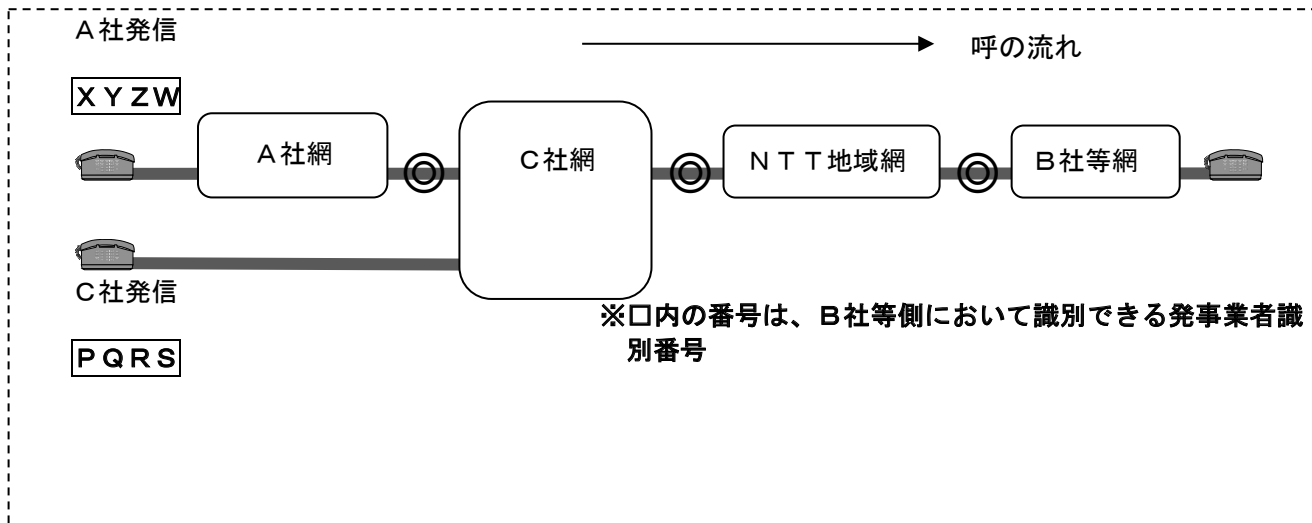 A社発信
呼の流れ
XYZW
A社網
C社網
NTT地域網
B社等網
C社発信
※口内の番号は、B社等側において識別できる発事業者識
別番号
PQRS